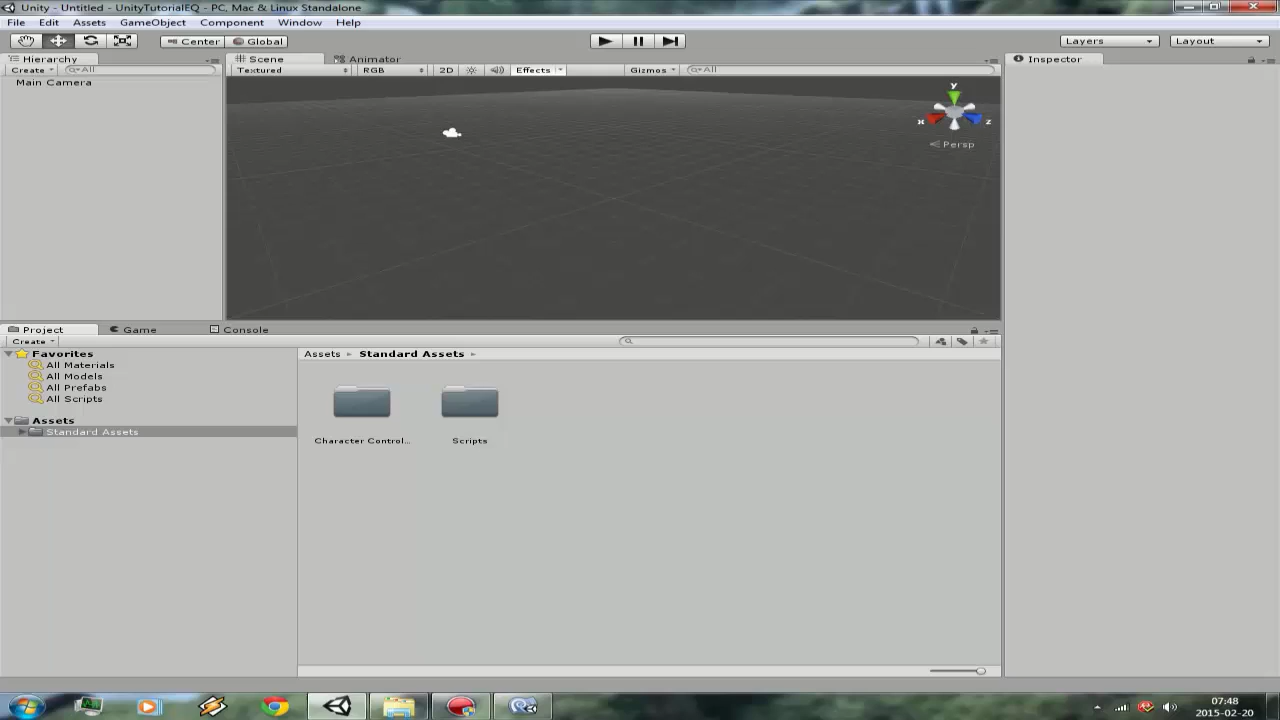 Unity - Untitled - UnityTutorialEQ - PC, Mac & Linux Standalone
File Edit Assets GameObject Component Window Help
Center Global Layers Layout
Hierarchy Scene Animator Inspector
Create All Textured RGB 2D Effects Gizmos All
Main Camera
y
x z
Persp
Project Game Console
Create
Favorites Assets Standard Assets
All Materials
All Models
All Prefabs
All Scripts
Assets
Standard Assets
Character Control... Scripts
07:48
2015-02-20